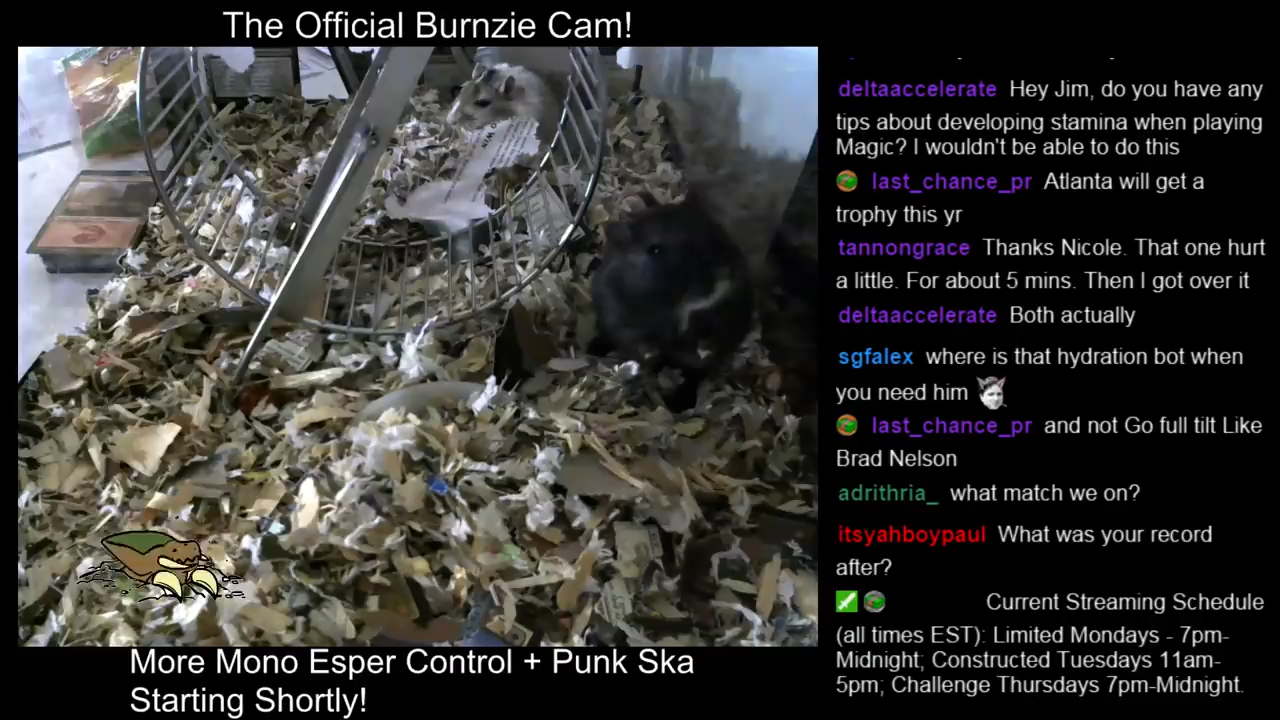 The Official Burnzie Cam!
deltaaccelerate Hey Jim, do you have any
tips about developing stamina when playing
Magic? I wouldn't be able to do this
last_chance_pr Atlanta will get a
trophy this yr
tannongrace Thanks Nicole. That one hurt
a little. For about 5 mins. Then I got over it
deltaaccelerate Both actually
sgfalex where is that hydration bot when
you need him
last_chance_pr and not Go full tilt Like
Brad Nelson
adrithria_ what match we on?
itsyahboypaul What was your record
after?
Current Streaming Schedule
(all times EST): Limited Mondays - 7pm-
Midnight; Constructed Tuesdays 11am-
5pm; Challenge Thursdays 7pm-Midnight.
More Mono Esper Control + Punk Ska
Starting Shortly!